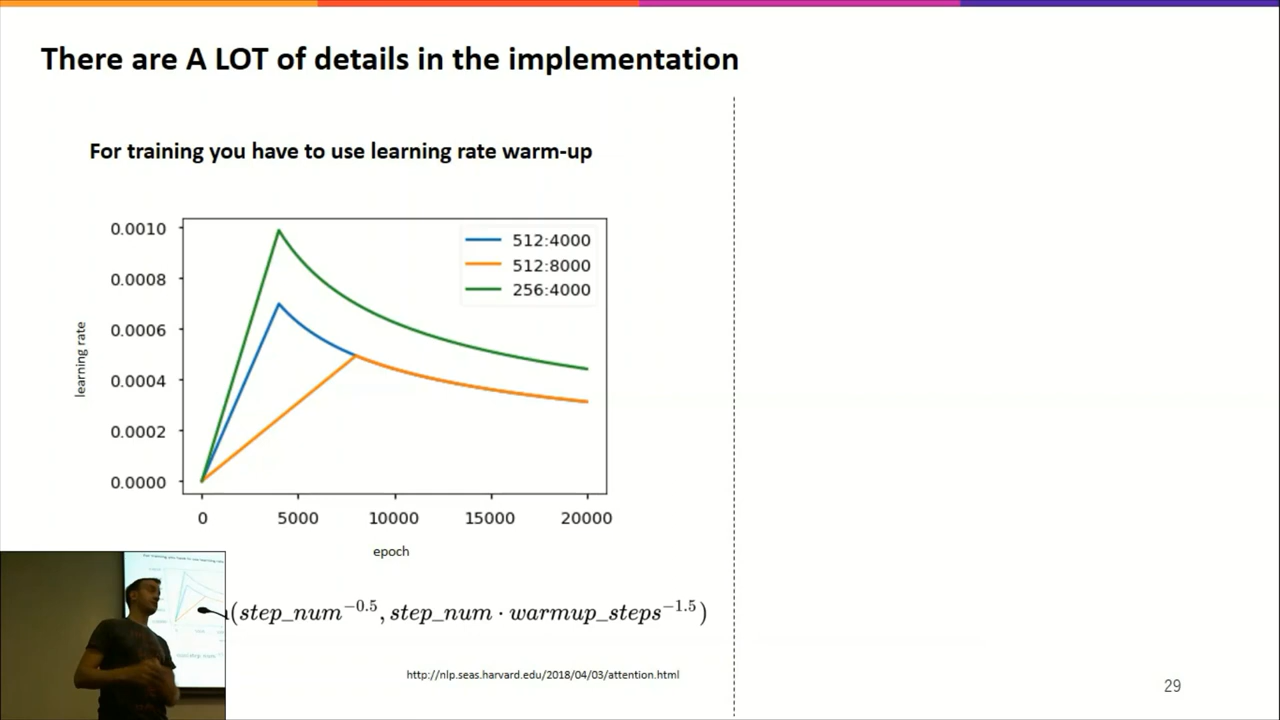 There are A LOT of details in the implementation
For training you have to use learning rate warm-up
0.0010
0.0008
0.0006
0.0004
0.0002
0.0000
learning rate
512:4000
512:8000
256:4000
0 5000 10000 15000 20000
epoch
(step_num^{-0.5}, step_num · warmup_steps^{-1.5})
http://nlp.seas.harvard.edu/2018/04/03/attention.html
29